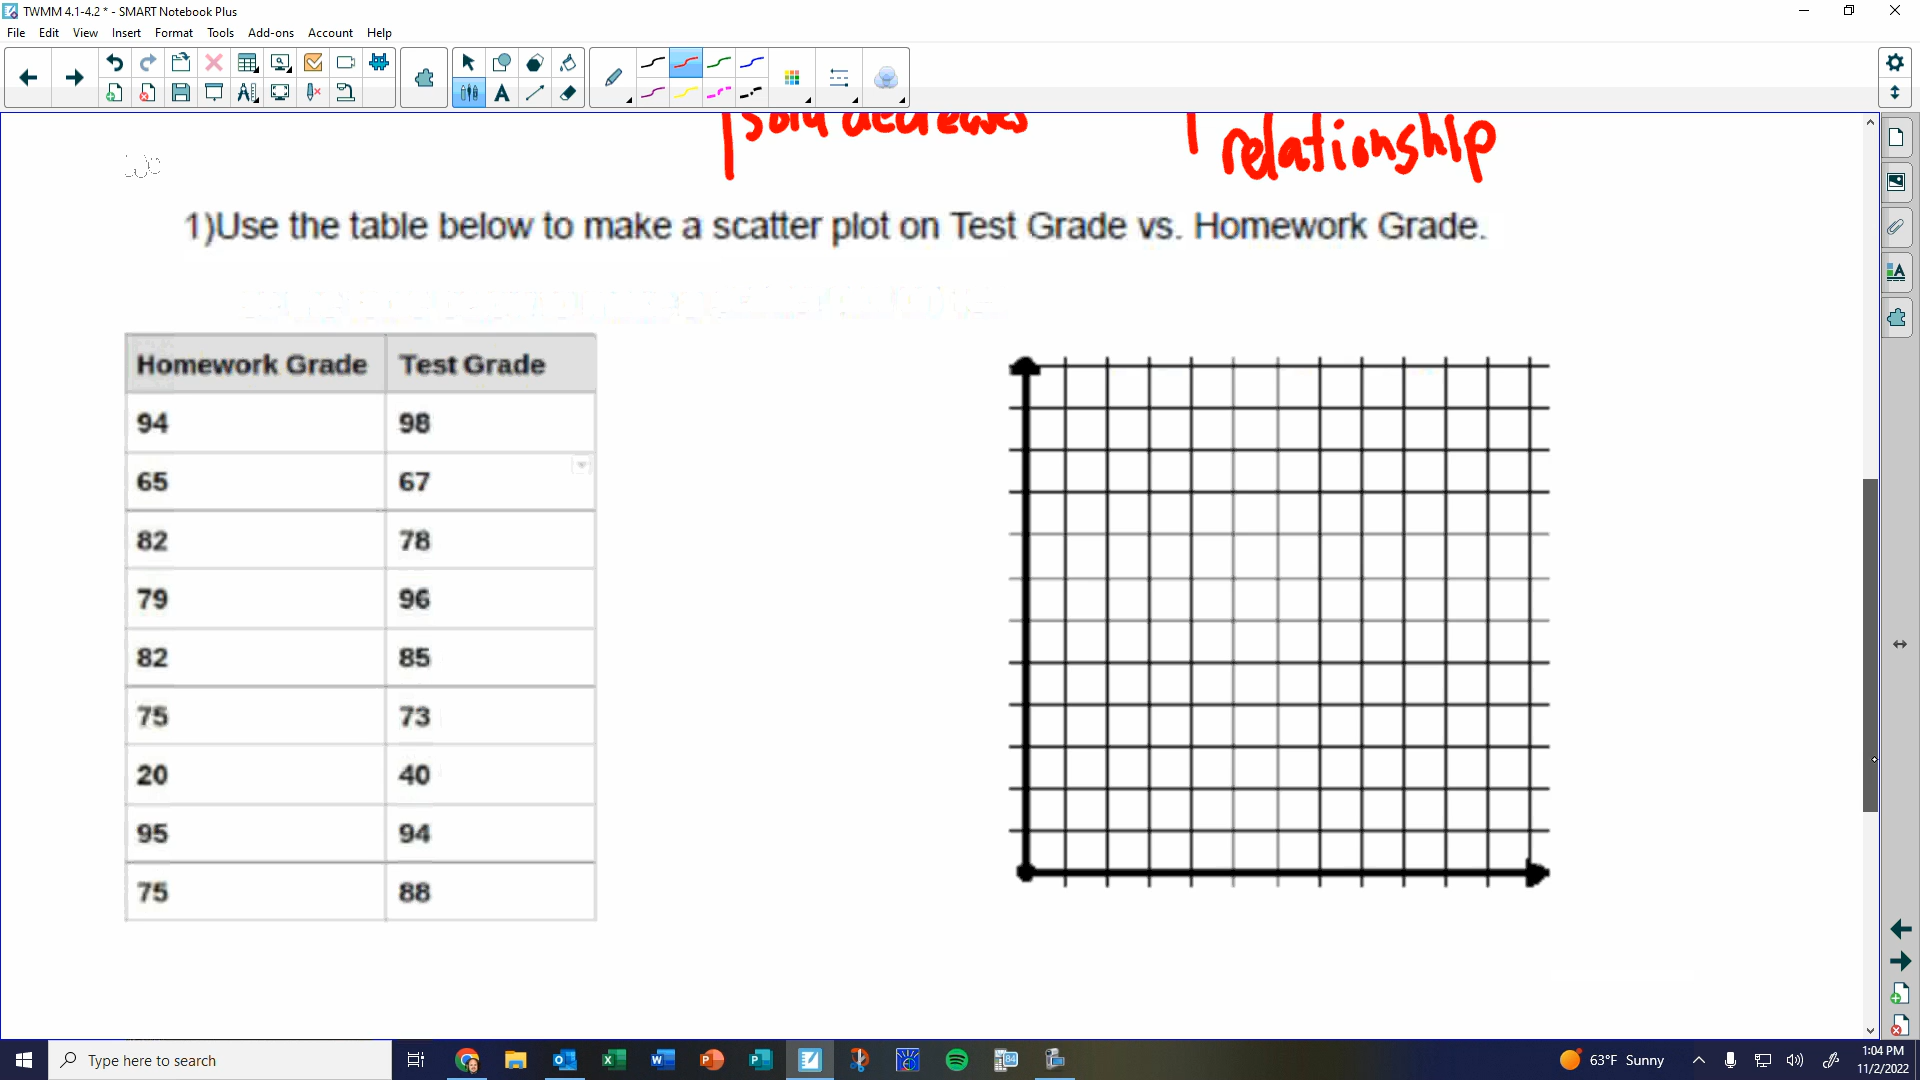 TWMM 4.1-4.2 * - SMART Notebook Plus
File Edit View Insert Format Tools Add-ons Account Help
sold decreases
relationship
1)Use the table below to make a scatter plot on Test Grade vs. Homework Grade.
Homework Grade Test Grade
94 98
65 67
82 78
79 96
82 85
75 73
20 40
95 94
75 88
Type here to search
63°F Sunny
1:04 PM
11/2/2022